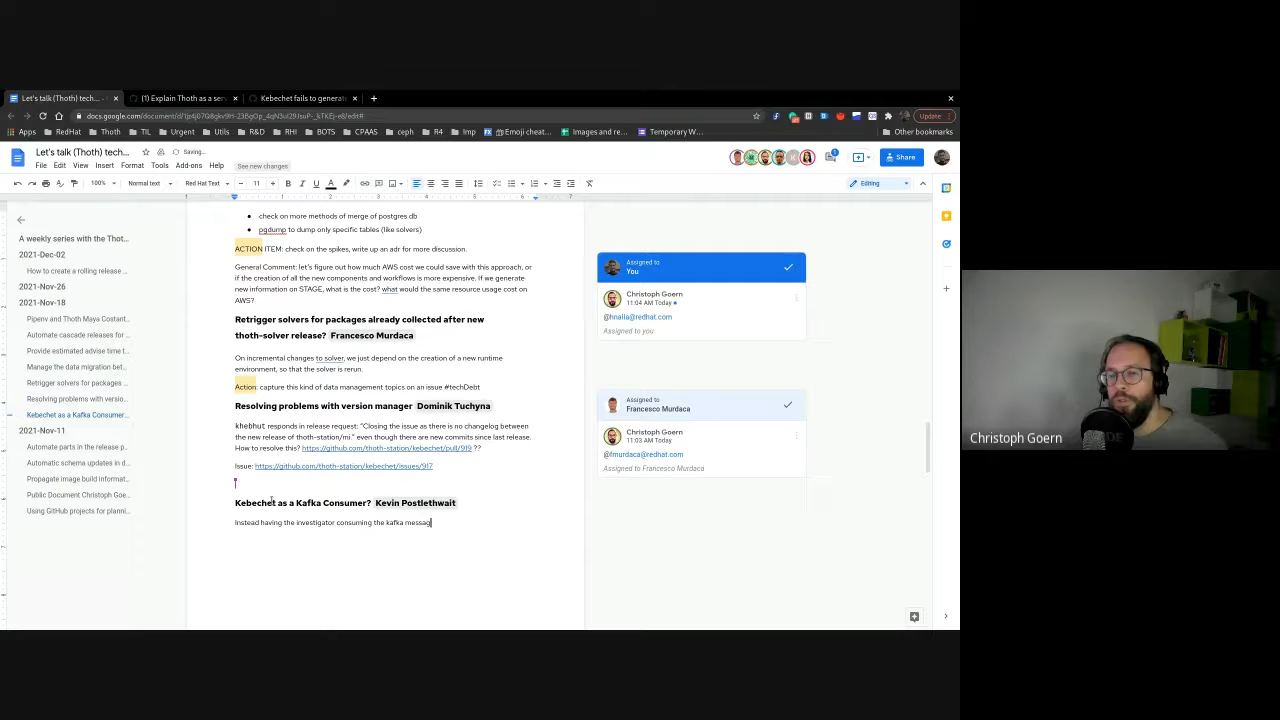 Let's talk (Thoth) tech...
(1) Explain Thoth as a ser
Kebechet fails to generate
Update
Apps
RedHat
Thoth
TIL
Urgent
Utils
R&D
RHI
BOTS
CPAAS
ceph
R4
Imp
Emoji cheat...
Images and re...
Temporary W...
Other bookmarks
Let's talk (Thoth) tech...
Saving...
File Edit View Insert Format Tools Add-ons Help
See new changes
Share
100%
Normal text
Red Hat Text
11
Editing
1 1 2 3 4 5 6 7
A weekly series with the Thot...
2021-Dec-02
How to create a rolling release ...
2021-Nov-26
2021-Nov-18
Pipenv and Thoth Maya Costant...
Automate cascade releases for ...
Provide estimated advise time t...
Manage the data migration bet...
Retrigger solvers for packages ...
Resolving problems with versio...
Kebechet as a Kafka Consumer...
2021-Nov-11
Automate parts in the release p...
Automatic schema updates in d...
Propagate image build informat...
Public Document Christoph Goe...
Using GitHub projects for planni...
check on more methods of merge of postgres db
pgdump to dump only specific tables (like solvers)
ACTION ITEM: check on the spikes, write up an adr for more discussion.
General Comment: let's figure out how much AWS cost we could save with this approach, or
if the creation of all the new components and workflows is more expensive. If we generate
new information on STAGE, what is the cost? what would the same resource usage cost on
AWS?
Retrigger solvers for packages already collected after new
thoth-solver release? Francesco Murdaca
On incremental changes to solver, we just depend on the creation of a new runtime
environment, so that the solver is rerun.
Action: capture this kind of data management topics on an issue #techDebt
Resolving problems with version manager Dominik Tuchyna
khebhut responds in release request: "Closing the issue as there is no changelog between
the new release of thoth-station/mi." even though there are new commits since last release.
How to resolve this? https://github.com/thoth-station/kebechet/pull/919 ??
Issue: https://github.com/thoth-station/kebechet/issues/917
Kebechet as a Kafka Consumer? Kevin Postlethwait
Instead having the investigator consuming the kafka messag
Assigned to
You
Christoph Goern
11:04 AM Today
@hnalla@redhat.com
Assigned to you
Assigned to
Francesco Murdaca
Christoph Goern
11:03 AM Today
@fmurdaca@redhat.com
Assigned to Francesco Murdaca
Christoph Goern